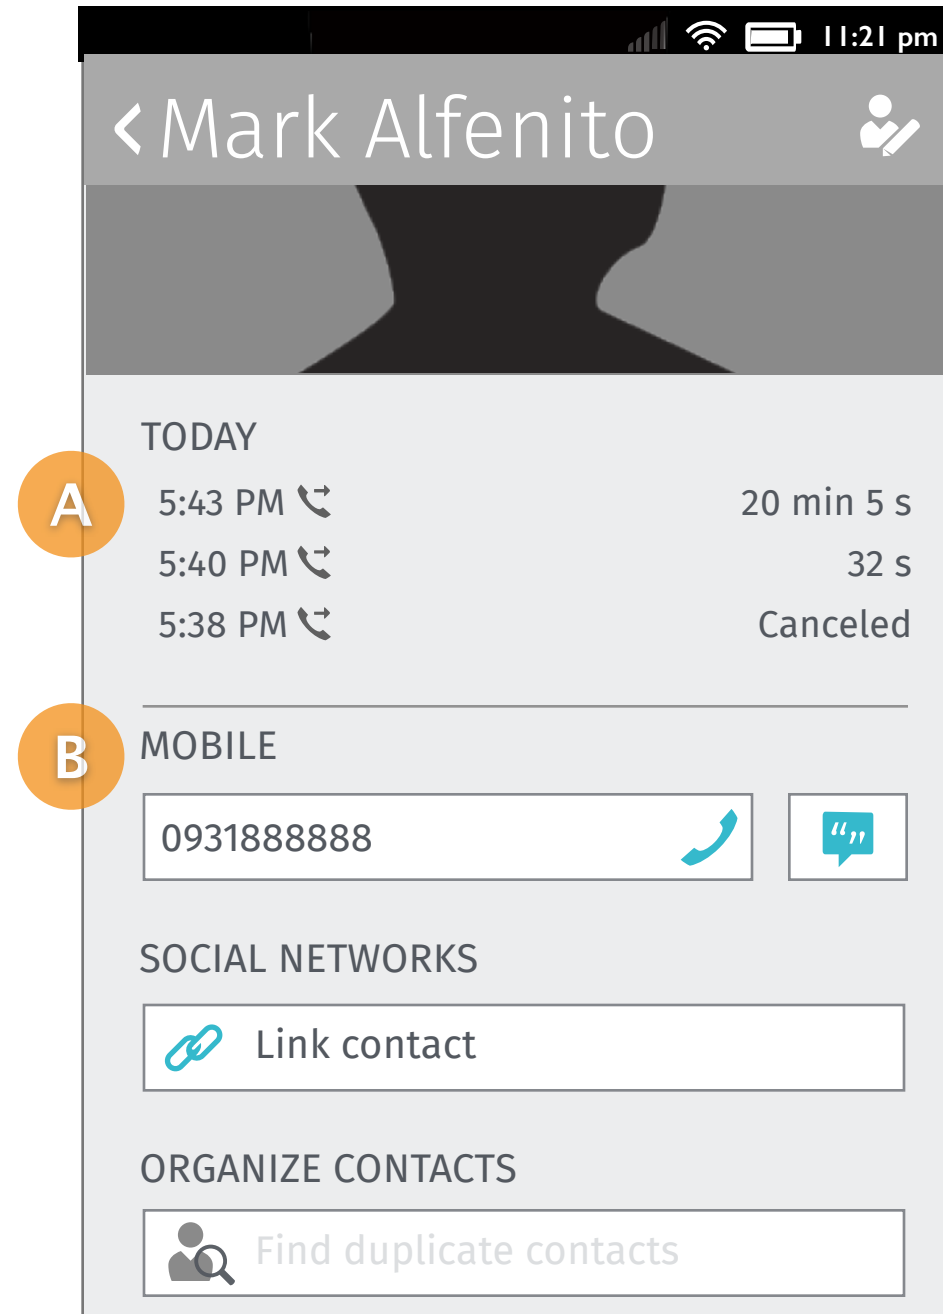 11:21 pm
Mark Alfenito
TODAY
A
5:43 PM 20 min 5 s
5:40 PM 32 s
5:38 PM Canceled
B
MOBILE
0931888888
SOCIAL NETWORKS
Link contact
ORGANIZE CONTACTS
Find duplicate contacts